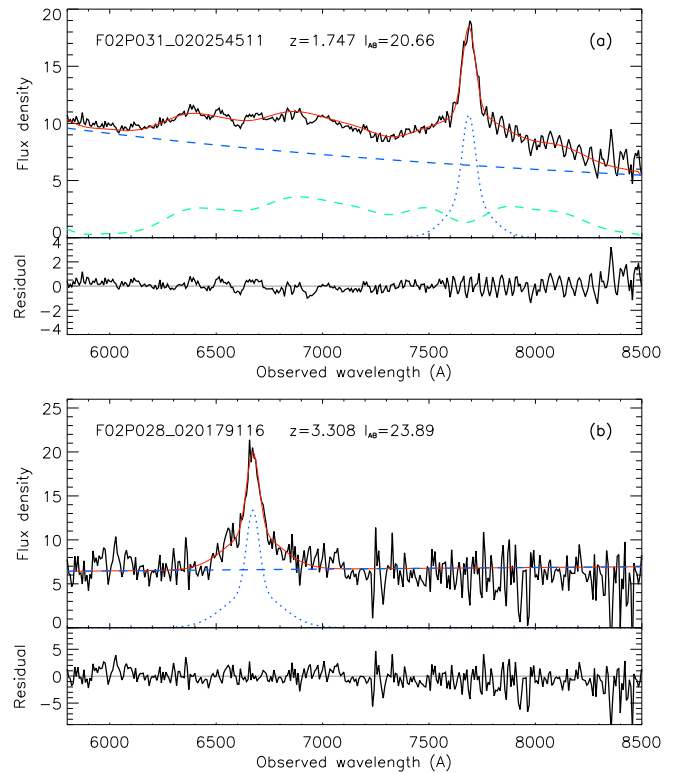 20
F02P031_020254511 z=1.747 I_AB=20.66 (a)
15
Flux density
10
5
0
4
2
Residual
0
−2
−4
6000 6500 7000 7500 8000 8500
Observed wavelength (A)
25
F02P028_020179116 z=3.308 I_AB=23.89 (b)
20
15
Flux density
10
5
0
5
Residual
0
−5
6000 6500 7000 7500 8000 8500
Observed wavelength (A)